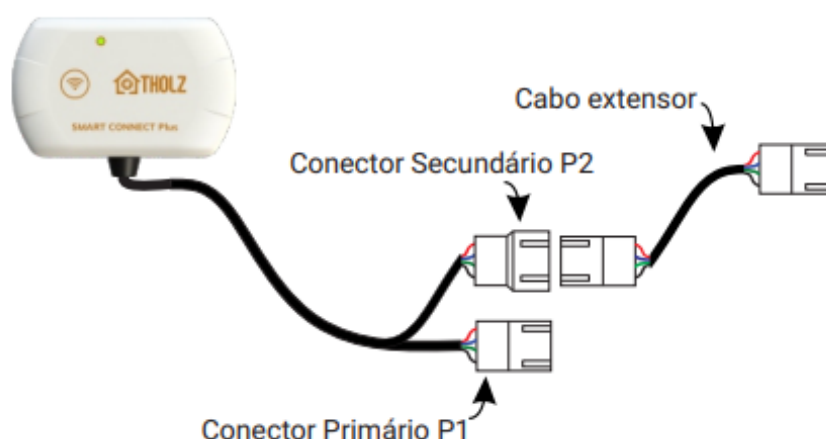 THOLZ
SMART CONNECT Plus
Cabo extensor
Conector Secundário P2
Conector Primário P1